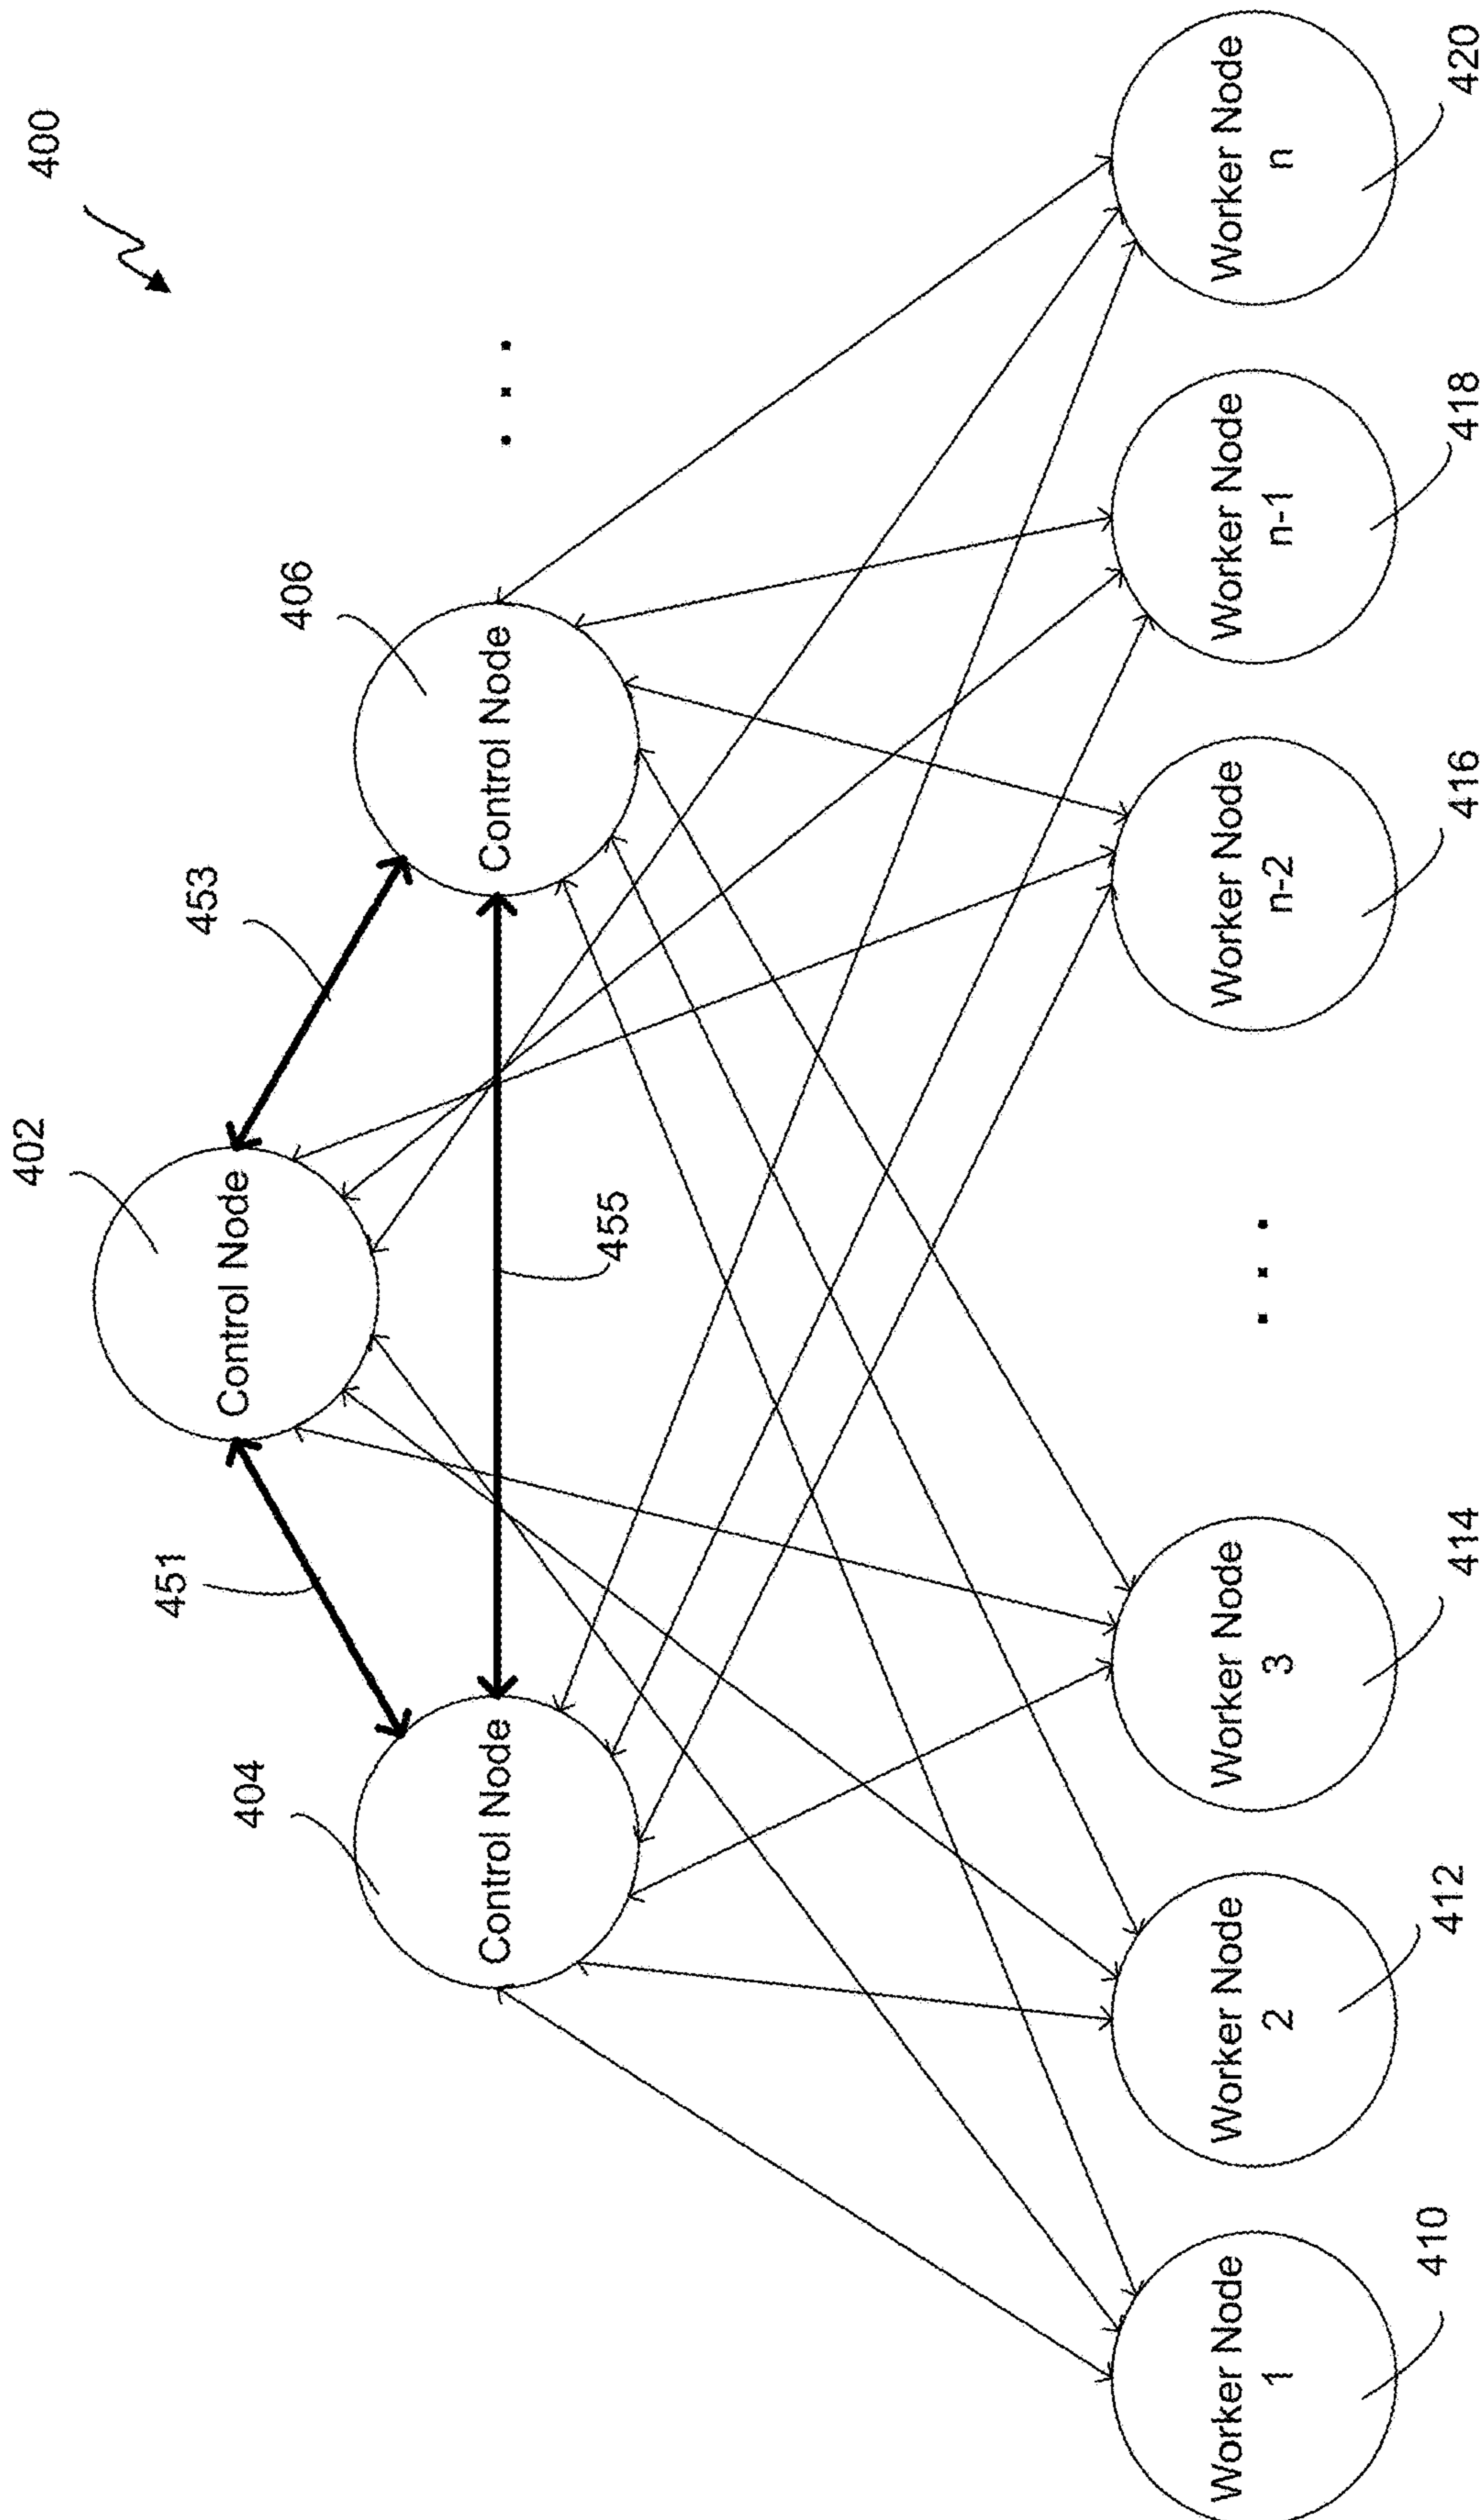 400
402
451
453
404
406
Control Node
Control Node
Control Node
. . .
455
Worker Node
1
Worker Node
2
Worker Node
3
. . .
Worker Node
n-2
Worker Node
n-1
Worker Node
n
410
412
414
416
418
420